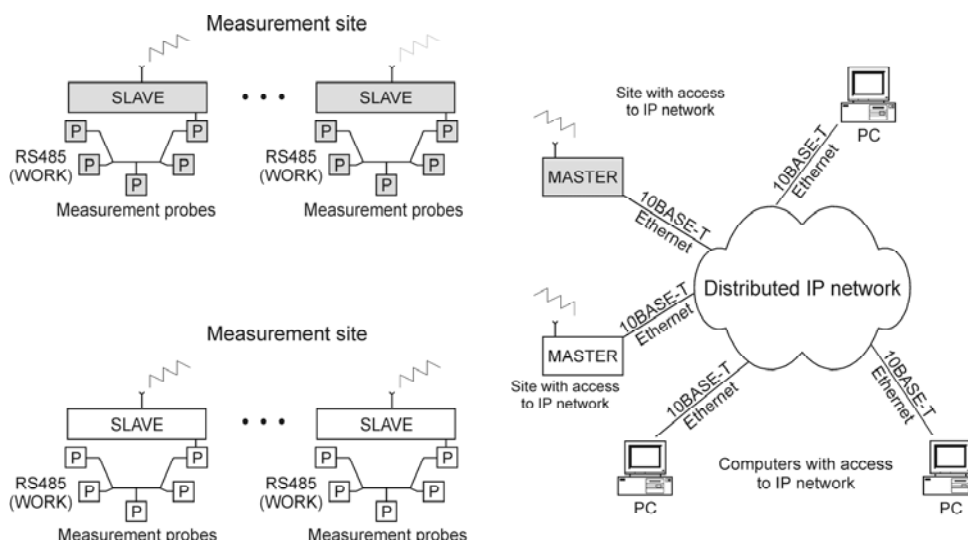 Measurement site
SLAVE
SLAVE
P
P
P
P
P
P
P
P
P
P
RS485
(WORK)
RS485
(WORK)
Measurement probes
Measurement probes
Measurement site
SLAVE
SLAVE
P
P
P
P
P
P
P
P
P
P
RS485
(WORK)
RS485
(WORK)
Measurement probes
Measurement probes
Site with access
to IP network
MASTER
10BASE-T
Ethernet
PC
10BASE-T
Ethernet
Distributed IP network
MASTER
10BASE-T
Ethernet
Site with access
to IP network
10BASE-T
Ethernet
PC
10BASE-T
Ethernet
PC
Computers with access
to IP network